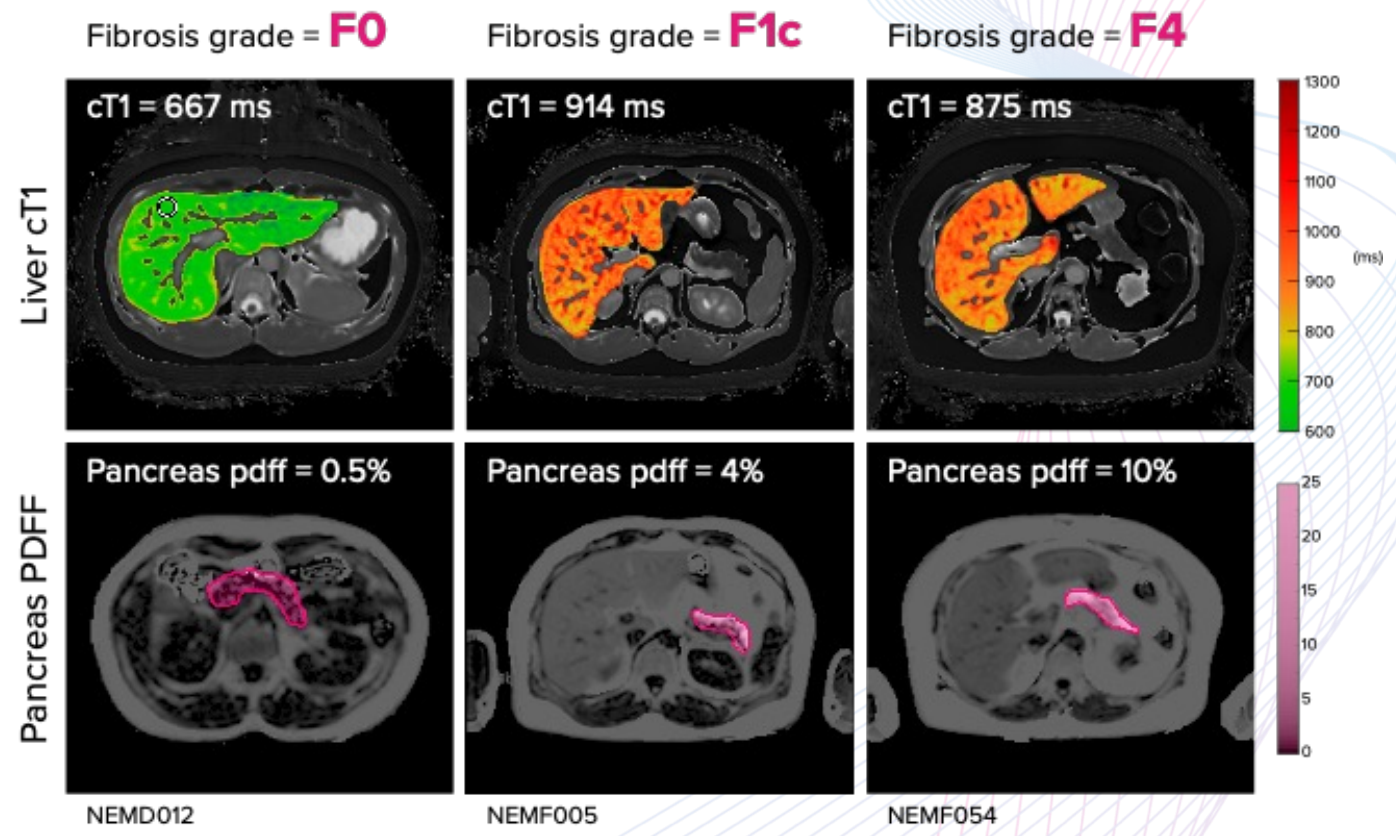 Fibrosis grade = F0
Fibrosis grade = F1c
Fibrosis grade = F4
Liver cT1
cT1 = 667 ms
cT1 = 914 ms
cT1 = 875 ms
1300
1200
1100
1000
(ms)
900
800
700
600
Pancreas PDFF
Pancreas pdff = 0.5%
Pancreas pdff = 4%
Pancreas pdff = 10%
25
20
15
10
5
0
NEMD012
NEMF005
NEMF054